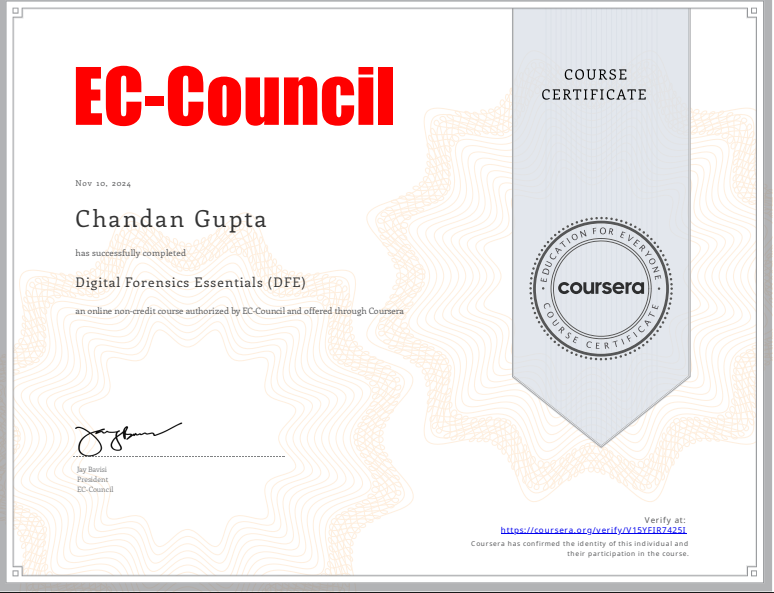 EC-Council
COURSE
CERTIFICATE
Nov 10, 2024
Chandan Gupta
has successfully completed
Digital Forensics Essentials (DFE)
an online non-credit course authorized by EC-Council and offered through Coursera
EDUCATION FOR EVERYONE
coursera
COURSE CERTIFICATE
Jay Bavisi
President
EC-Council
Verify at:
https://coursera.org/verify/V15YFIR7425I
Coursera has confirmed the identity of this individual and
their participation in the course.